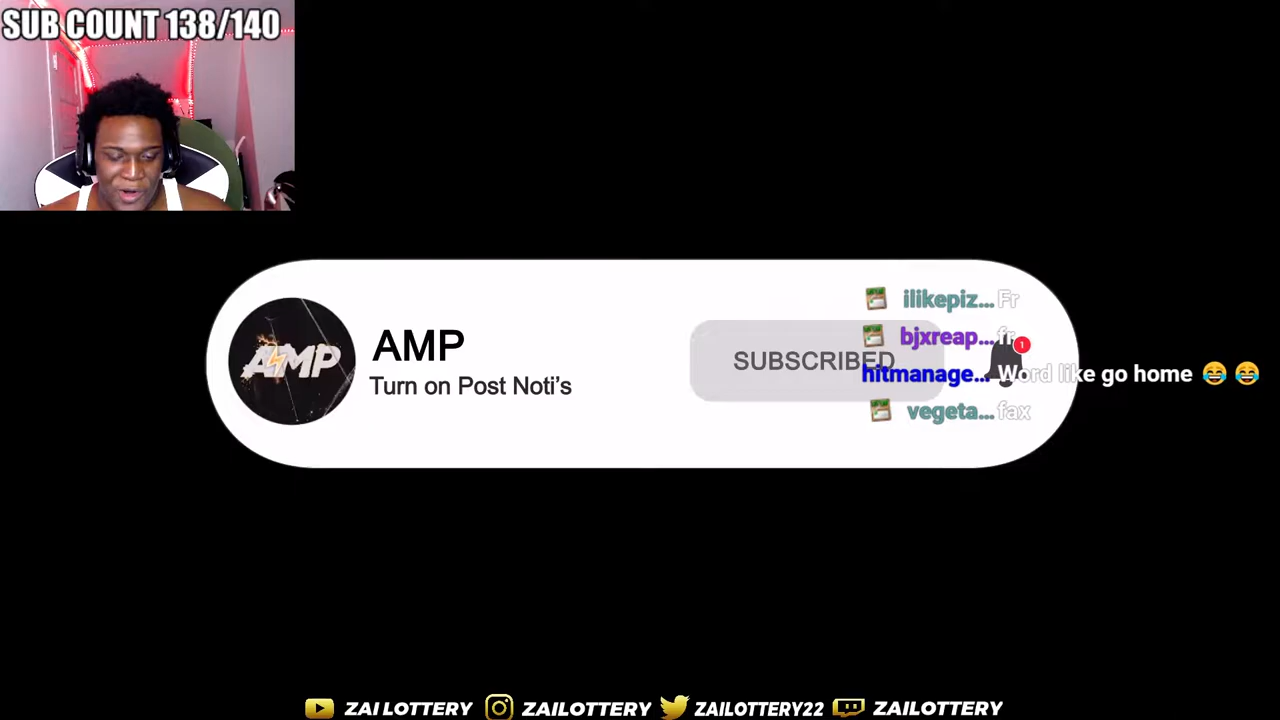 SUB COUNT 138/140
AMP
AMP
Turn on Post Noti's
SUBSCRIBED
1
ilikepiz... Fr
bjxreap... fr
hitmanage... Word like go home 😂 😂
vegeta... fax
ZAI LOTTERY ZAILOTTERY ZAILOTTERY22 ZAILOTTERY